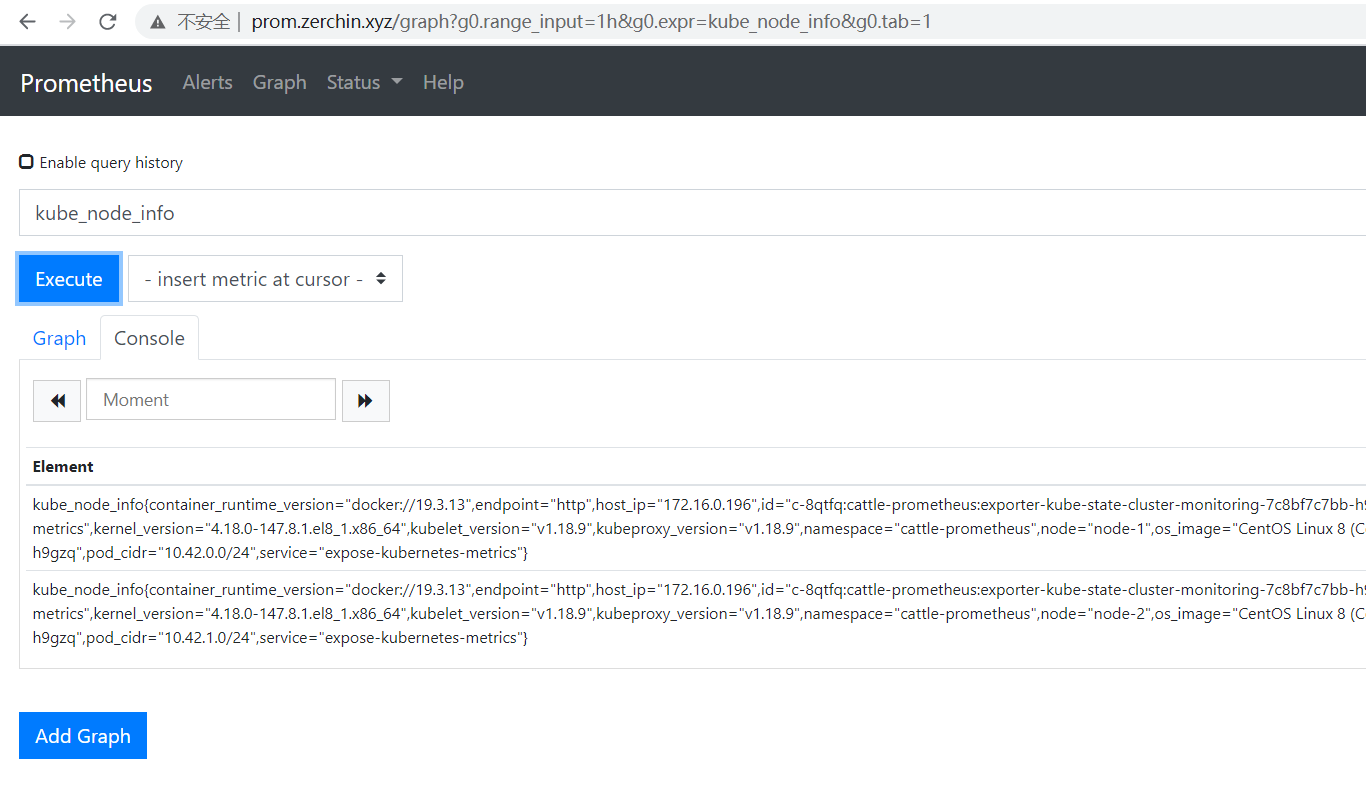 不安全 | prom.zerchin.xyz/graph?g0.range_input=1h&g0.expr=kube_node_info&g0.tab=1
Prometheus Alerts Graph Status Help
Enable query history
kube_node_info
Execute - insert metric at cursor -
Graph Console
Moment
Element
kube_node_info{container_runtime_version="docker://19.3.13",endpoint="http",host_ip="172.16.0.196",id="c-8qtfq:cattle-prometheus:exporter-kube-state-cluster-monitoring-7c8bf7c7bb-h9
metrics",kernel_version="4.18.0-147.8.1.el8_1.x86_64",kubelet_version="v1.18.9",kubeproxy_version="v1.18.9",namespace="cattle-prometheus",node="node-1",os_image="CentOS Linux 8 (C
h9gzq",pod_cidr="10.42.0.0/24",service="expose-kubernetes-metrics"}
kube_node_info{container_runtime_version="docker://19.3.13",endpoint="http",host_ip="172.16.0.196",id="c-8qtfq:cattle-prometheus:exporter-kube-state-cluster-monitoring-7c8bf7c7bb-h9
metrics",kernel_version="4.18.0-147.8.1.el8_1.x86_64",kubelet_version="v1.18.9",kubeproxy_version="v1.18.9",namespace="cattle-prometheus",node="node-2",os_image="CentOS Linux 8 (C
h9gzq",pod_cidr="10.42.1.0/24",service="expose-kubernetes-metrics"}
Add Graph